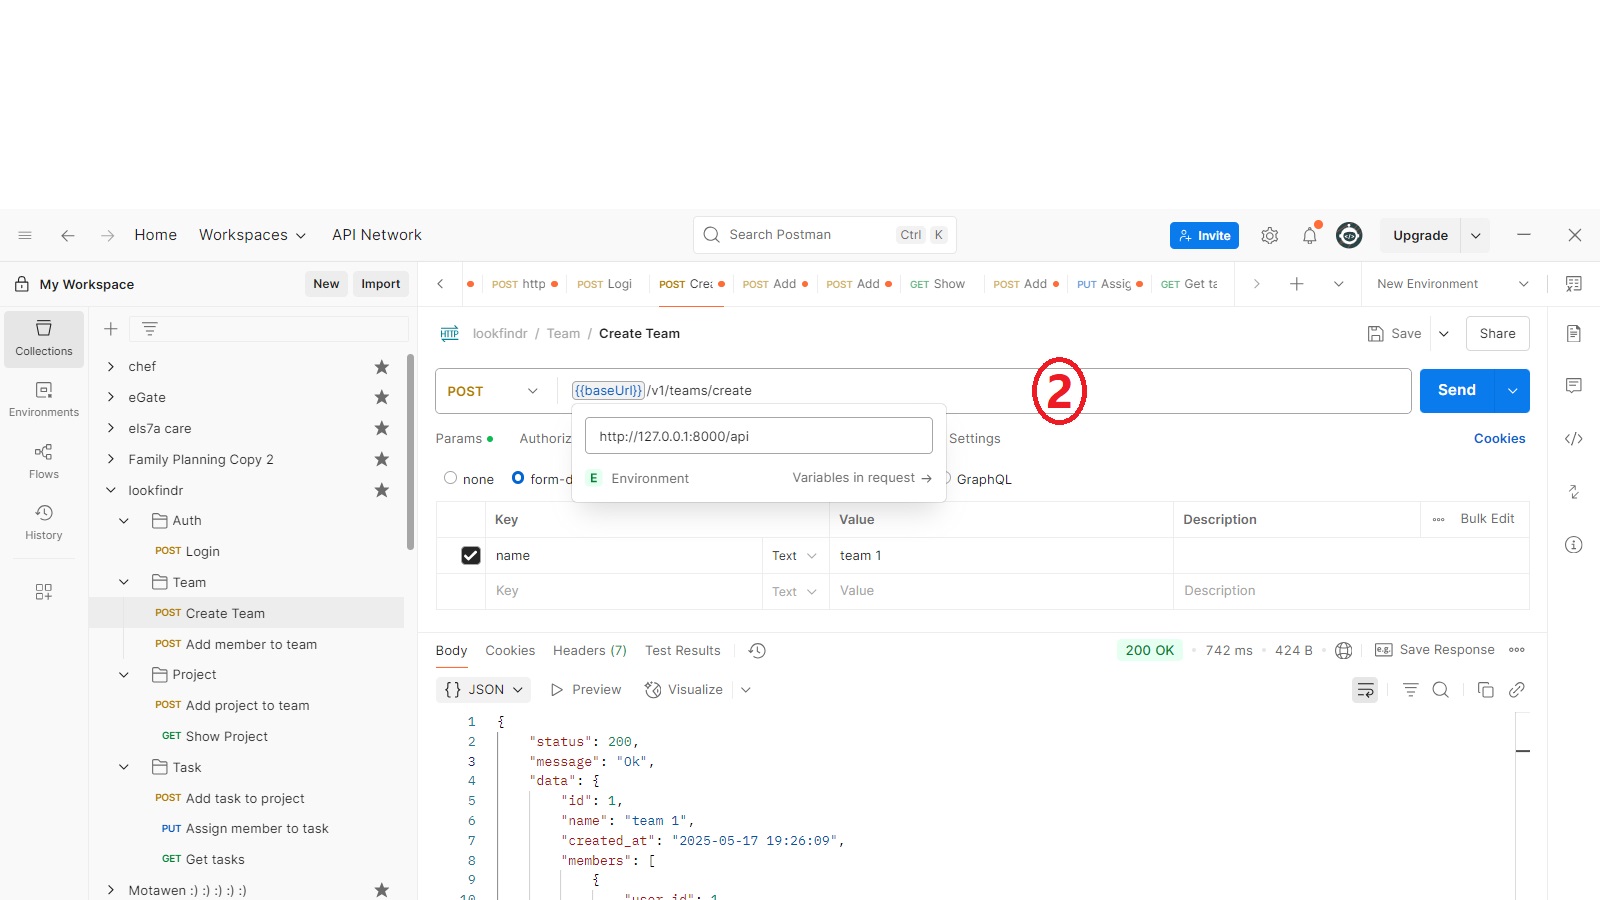 Home Workspaces API Network Search Postman Ctrl K Invite Upgrade
My Workspace New Import POST http POST Logi POST Crea POST Add POST Add GET Show POST Add PUT Assig GET Get ta New Environment
Collections
Environments
Flows
History
chef
eGate
els7a care
Family Planning Copy 2
lookfindr
Auth
POST Login
Team
POST Create Team
POST Add member to team
Project
POST Add project to team
GET Show Project
Task
POST Add task to project
PUT Assign member to task
GET Get tasks
Motawen :) :) :) :) :)
HTTP lookfindr / Team / Create Team Save Share
POST {{baseUrl}}/v1/teams/create 2 Send
http://127.0.0.1:8000/api
E Environment Variables in request →
Params Authoriz Settings Cookies
none form-d GraphQL
Key Value Description Bulk Edit
name Text team 1
Key Text Value Description
Body Cookies Headers (7) Test Results 200 OK 742 ms 424 B e.g. Save Response
{} JSON Preview Visualize
1 {
2 "status": 200,
3 "message": "Ok",
4 "data": {
5 "id": 1,
6 "name": "team 1",
7 "created_at": "2025-05-17 19:26:09",
8 "members": [
9 {
10 "user_id": 1